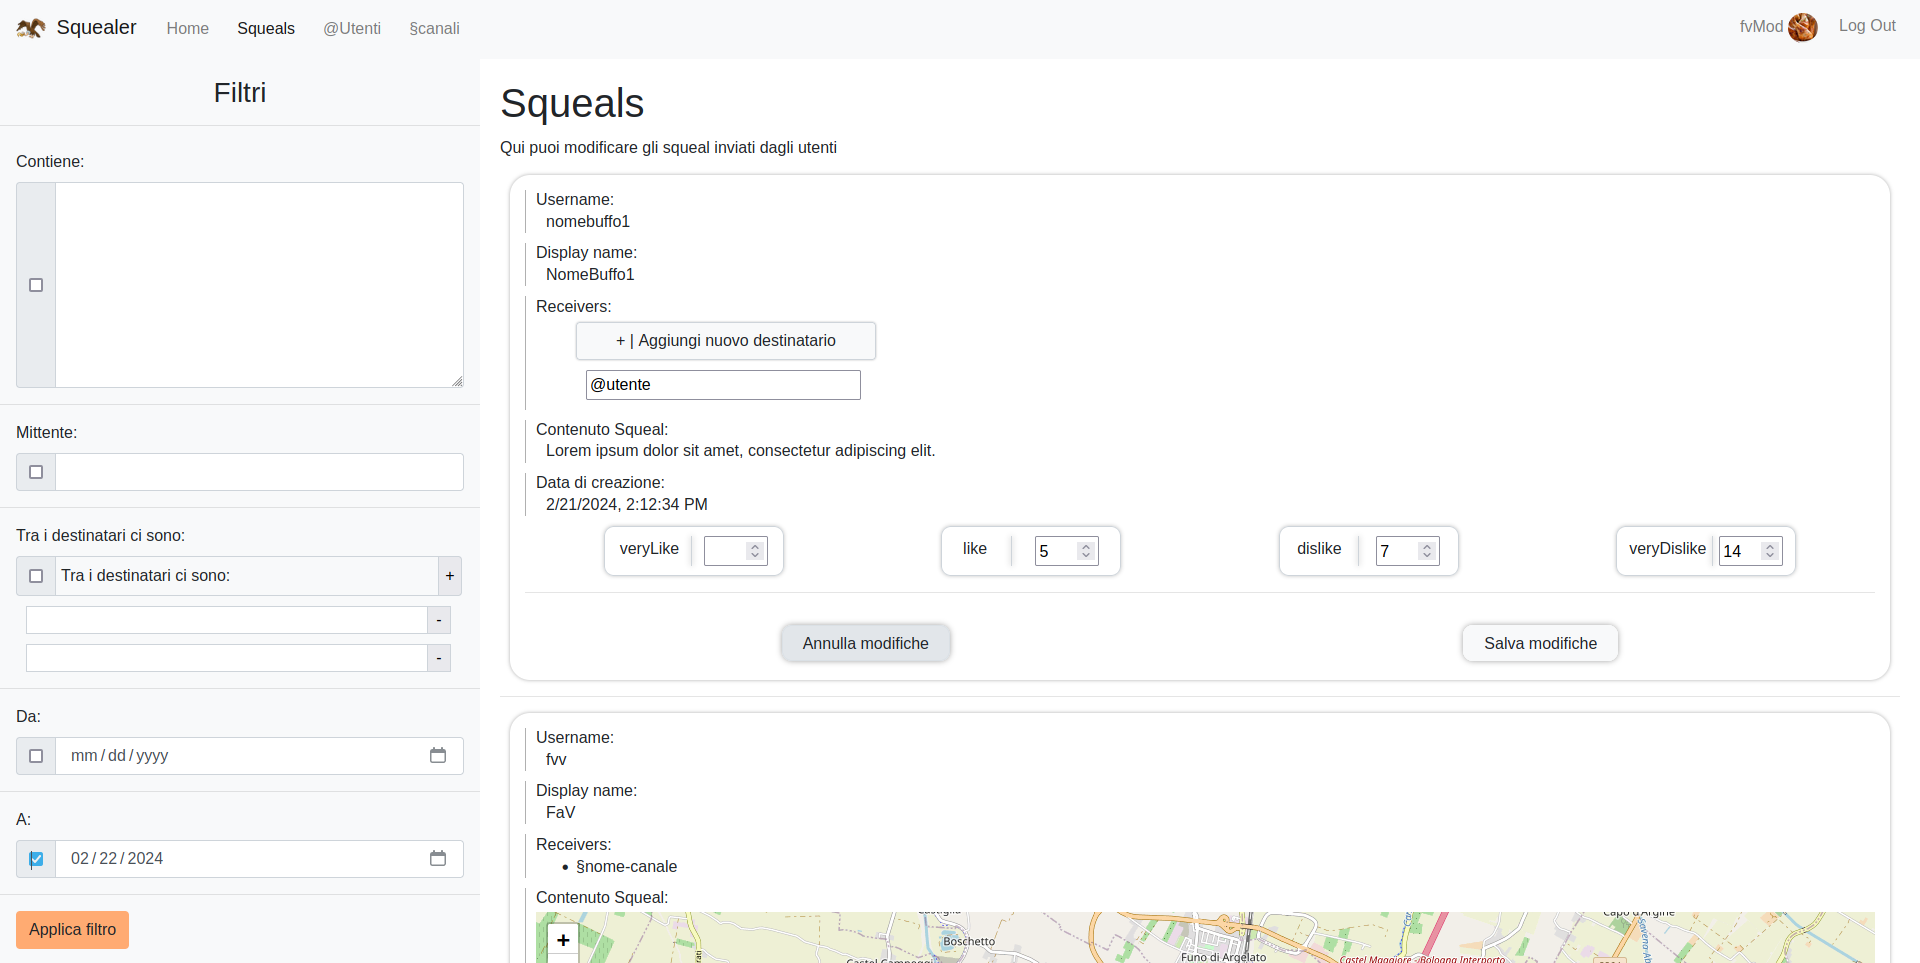 Squealer Home Squeals @Utenti §canali fvMod Log Out
Filtri
Contiene:
Mittente:
Tra i destinatari ci sono:
Tra i destinatari ci sono: +
-
-
Da:
mm/dd/yyyy
A:
02/22/2024
Applica filtro
Squeals
Qui puoi modificare gli squeal inviati dagli utenti
Username:
nomebuffo1
Display name:
NomeBuffo1
Receivers:
+ | Aggiungi nuovo destinatario
@utente
Contenuto Squeal:
Lorem ipsum dolor sit amet, consectetur adipiscing elit.
Data di creazione:
2/21/2024, 2:12:34 PM
veryLike like 5 dislike 7 veryDislike 14
Annulla modifiche Salva modifiche
Username:
fvv
Display name:
FaV
Receivers:
• §nome-canale
Contenuto Squeal:
+
Capo d'Argine
Boschetto
Funo di Argelato
Castel Maggiore - Bologna Interporto